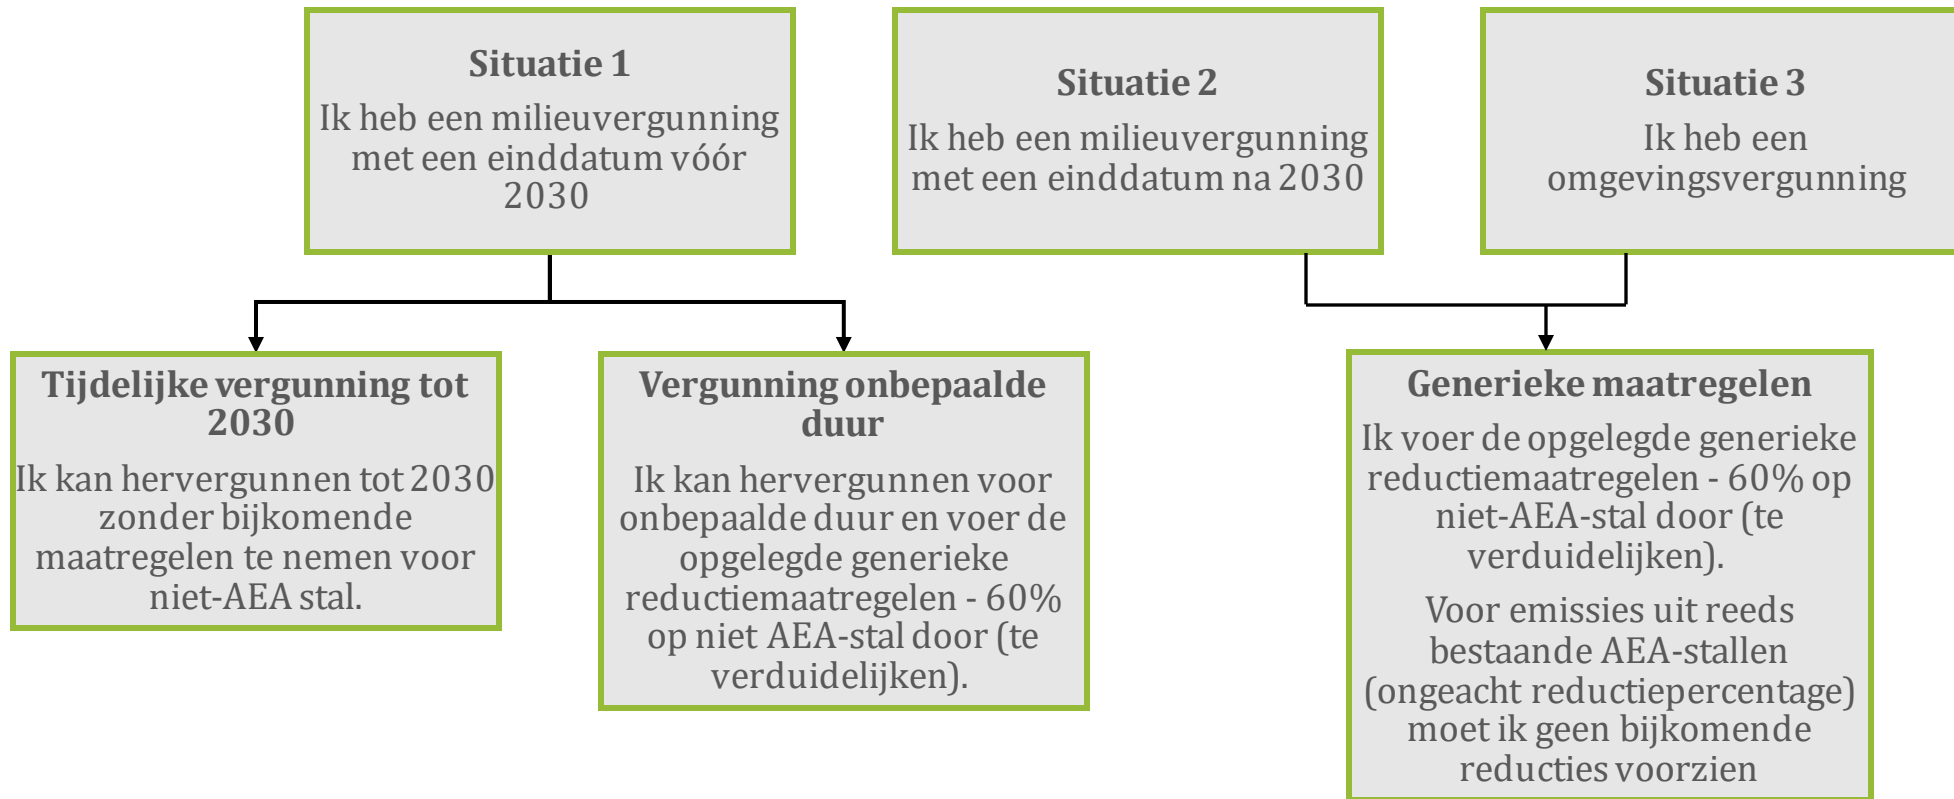 Situatie 1
Ik heb een milieuvergunning
met een einddatum vóór
2030
Situatie 2
Ik heb een milieuvergunning
met een einddatum na 2030
Situatie 3
Ik heb een
omgevingsvergunning
Tijdelijke vergunning tot
2030
Ik kan hervergunnen tot 2030
zonder bijkomende
maatregelen te nemen voor
niet-AEA stal.
Vergunning onbepaalde
duur
Ik kan hervergunnen voor
onbepaalde duur en voer de
opgelegde generieke
reductiemaatregelen - 60%
op niet AEA-stal door (te
verduidelijken).
Generieke maatregelen
Ik voer de opgelegde generieke
reductiemaatregelen - 60% op
niet-AEA-stal door (te
verduidelijken).
Voor emissies uit reeds
bestaande AEA-stallen
(ongeacht reductiepercentage)
moet ik geen bijkomende
reducties voorzien